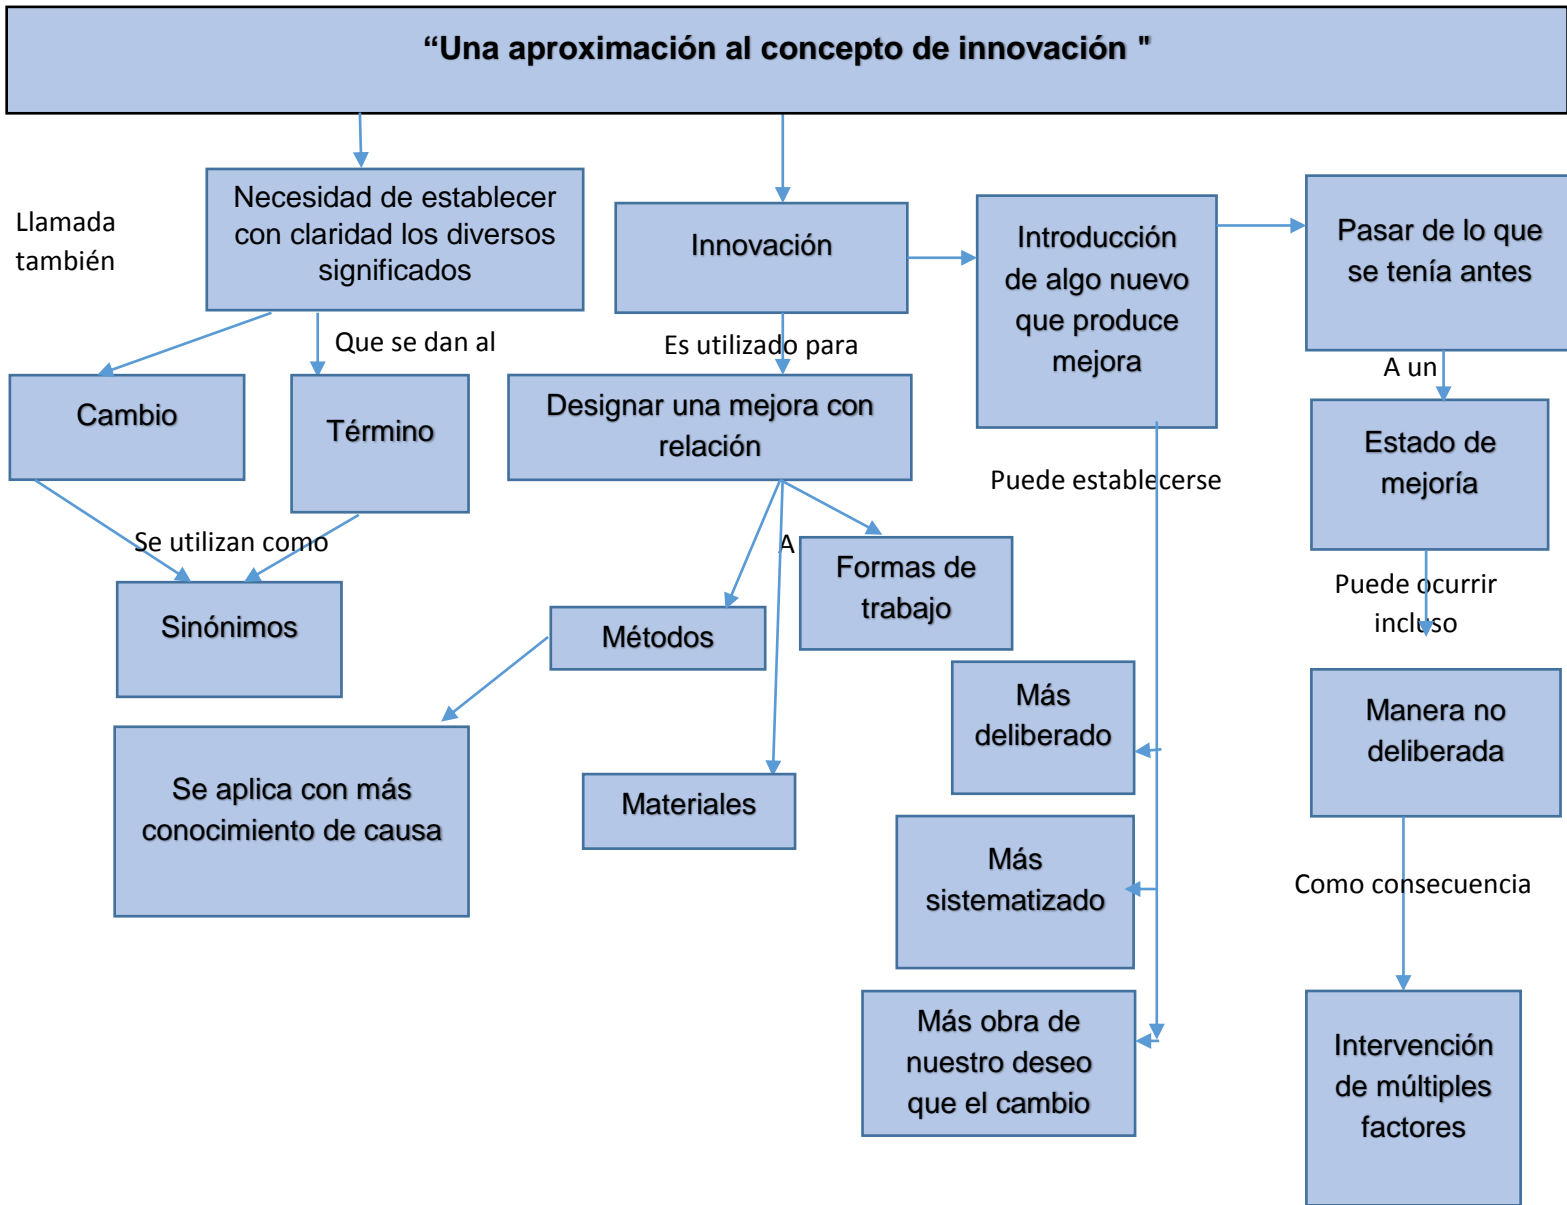 “Una aproximación al concepto de innovación "
Llamada
también
Necesidad de establecer
con claridad los diversos
significados
Que se dan al
Cambio
Término
Se utilizan como
Sinónimos
Innovación
Es utilizado para
Designar una mejora con
relación
A
Formas de
trabajo
Métodos
Materiales
Se aplica con más
conocimiento de causa
Introducción
de algo nuevo
que produce
mejora
Puede establecerse
Más
deliberado
Más
sistematizado
Más obra de
nuestro deseo
que el cambio
Pasar de lo que
se tenía antes
A un
Estado de
mejoría
Puede ocurrir
incluso
Manera no
deliberada
Como consecuencia
Intervención
de múltiples
factores